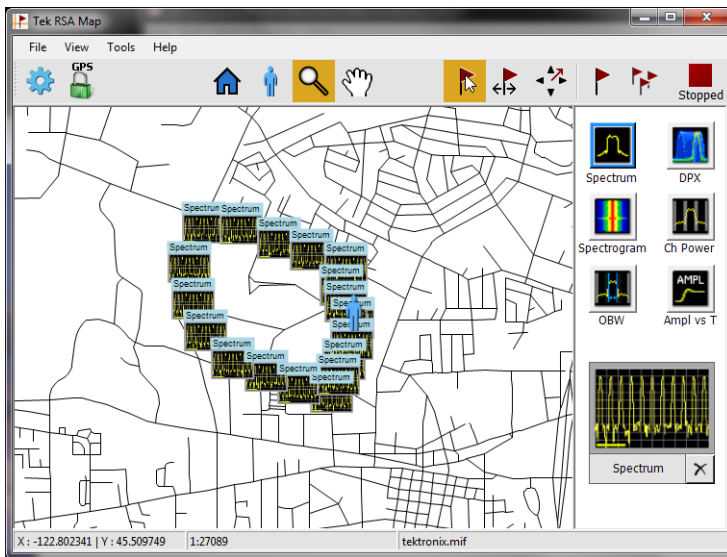 Tek RSA Map
File View Tools Help
GPS
Stopped
Spectrum Spectrum
Spectrum
Spectrum
Spectrum Spectrum
Spectrum
Spectrum Spectrum
Spectrum
Spectrum Spectrum
Spectrum Spectrum
Spectrum Spectrum
Spectrum
Spectrum
Spectrum DPX
Spectrogram Ch Power
AMPL
OBW Ampl vs T
Spectrum
X : -122.802341 | Y : 45.509749 1:27089 tektronix.mif